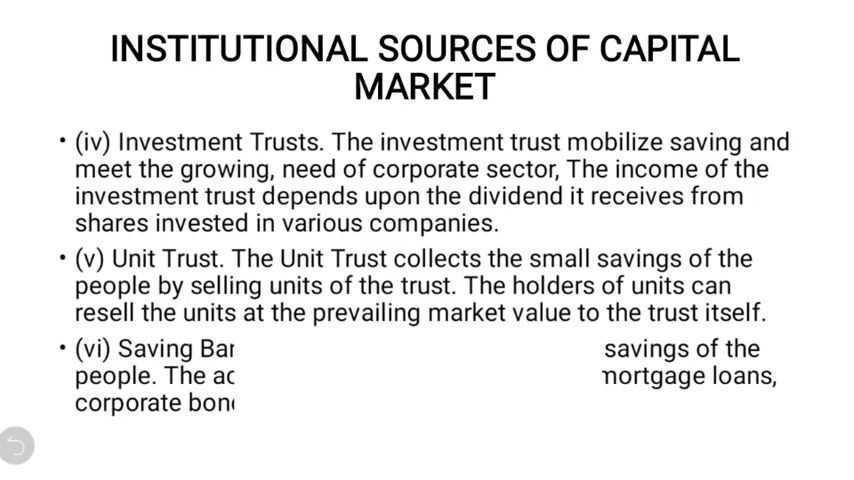 INSTITUTIONAL SOURCES OF CAPITAL
MARKET
• (iv) Investment Trusts. The investment trust mobilize saving and
meet the growing, need of corporate sector, The income of the
investment trust depends upon the dividend it receives from
shares invested in various companies.
• (v) Unit Trust. The Unit Trust collects the small savings of the
people by selling units of the trust. The holders of units can
resell the units at the prevailing market value to the trust itself.
• (vi) Saving savings of the
people. The mortgage loans,
corporate